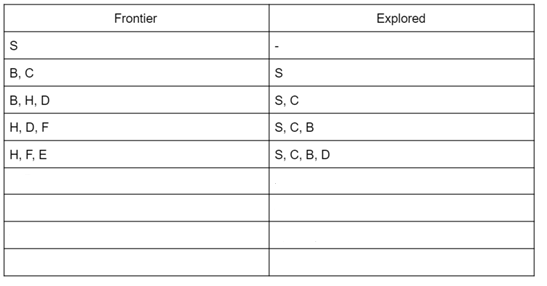 Frontier Explored
S -
B, C S
B, H, D S, C
H, D, F S, C, B
H, F, E S, C, B, D